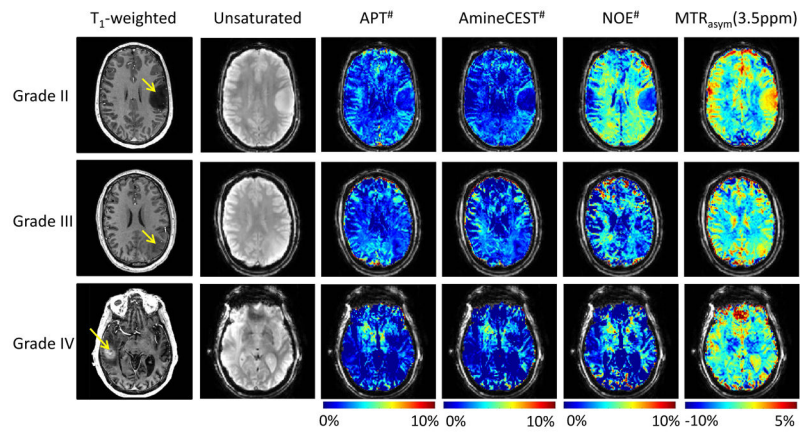 T1-weighted Unsaturated APT# AmineCEST# NOE# MTRasym(3.5ppm)
Grade II
Grade III
Grade IV
0% 10% 0% 10% 0% 10% -10% 5%